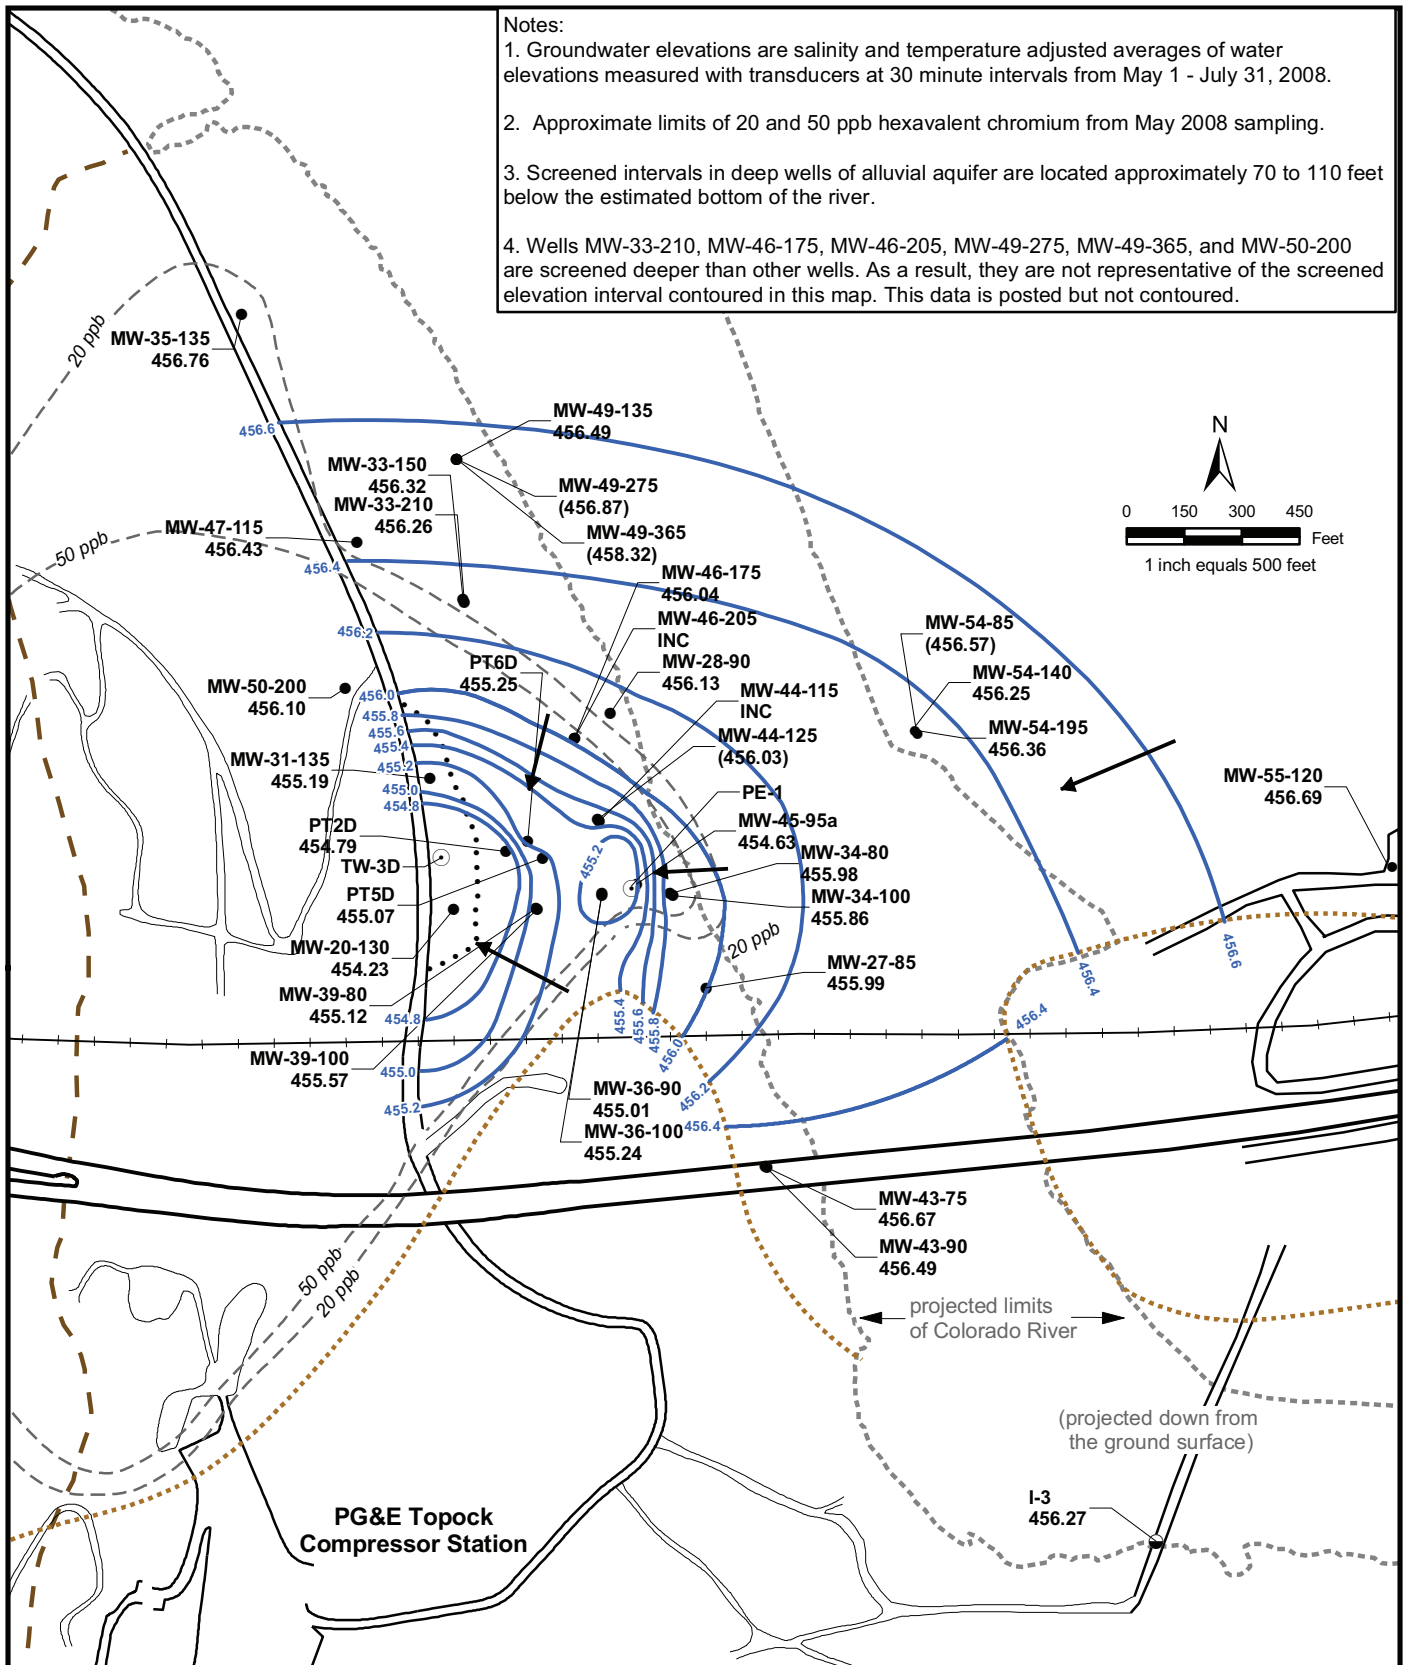 Notes:
1. Groundwater elevations are salinity and temperature adjusted averages of water
elevations measured with transducers at 30 minute intervals from May 1 - July 31, 2008.
2. Approximate limits of 20 and 50 ppb hexavalent chromium from May 2008 sampling.
3. Screened intervals in deep wells of alluvial aquifer are located approximately 70 to 110 feet
below the estimated bottom of the river.
4. Wells MW-33-210, MW-46-175, MW-46-205, MW-49-275, MW-49-365, and MW-50-200
are screened deeper than other wells. As a result, they are not representative of the screened
elevation interval contoured in this map. This data is posted but not contoured.
20 ppb
MW-35-135
456.76
456.6
MW-49-135
456.49
N
MW-33-150
456.32
MW-33-210
456.26
MW-49-275
(456.87)
MW-49-365
(458.32)
0 150 300 450
Feet
1 inch equals 500 feet
50 ppb
MW-47-115
456.43
456.4
MW-46-175
456.04
MW-46-205
INC
456.2
MW-54-85
(456.57)
PT6D
455.25
MW-28-90
456.13
MW-54-140
456.25
MW-50-200
456.10
456.0
MW-44-115
INC
455.8
455.6
455.4
MW-44-125
(456.03)
MW-54-195
456.36
MW-31-135
455.19
455.2
455.0
454.8
MW-55-120
456.69
PE-1
PT2D
454.79
MW-45-95a
454.63
TW-3D
455.2
MW-34-80
455.98
PT5D
455.07
MW-34-100
455.86
MW-20-130
454.23
20 ppb
456.6
MW-27-85
455.99
456.4
MW-39-80
455.12
454.8
455.4
455.6
455.8
456.0
456.4
MW-39-100
455.57
455.0
MW-36-90
455.01
456.2
455.2
MW-36-100
455.24
456.4
MW-43-75
456.67
MW-43-90
456.49
50 ppb
20 ppb
projected limits
of Colorado River
(projected down from
the ground surface)
I-3
456.27
PG&E Topock
Compressor Station